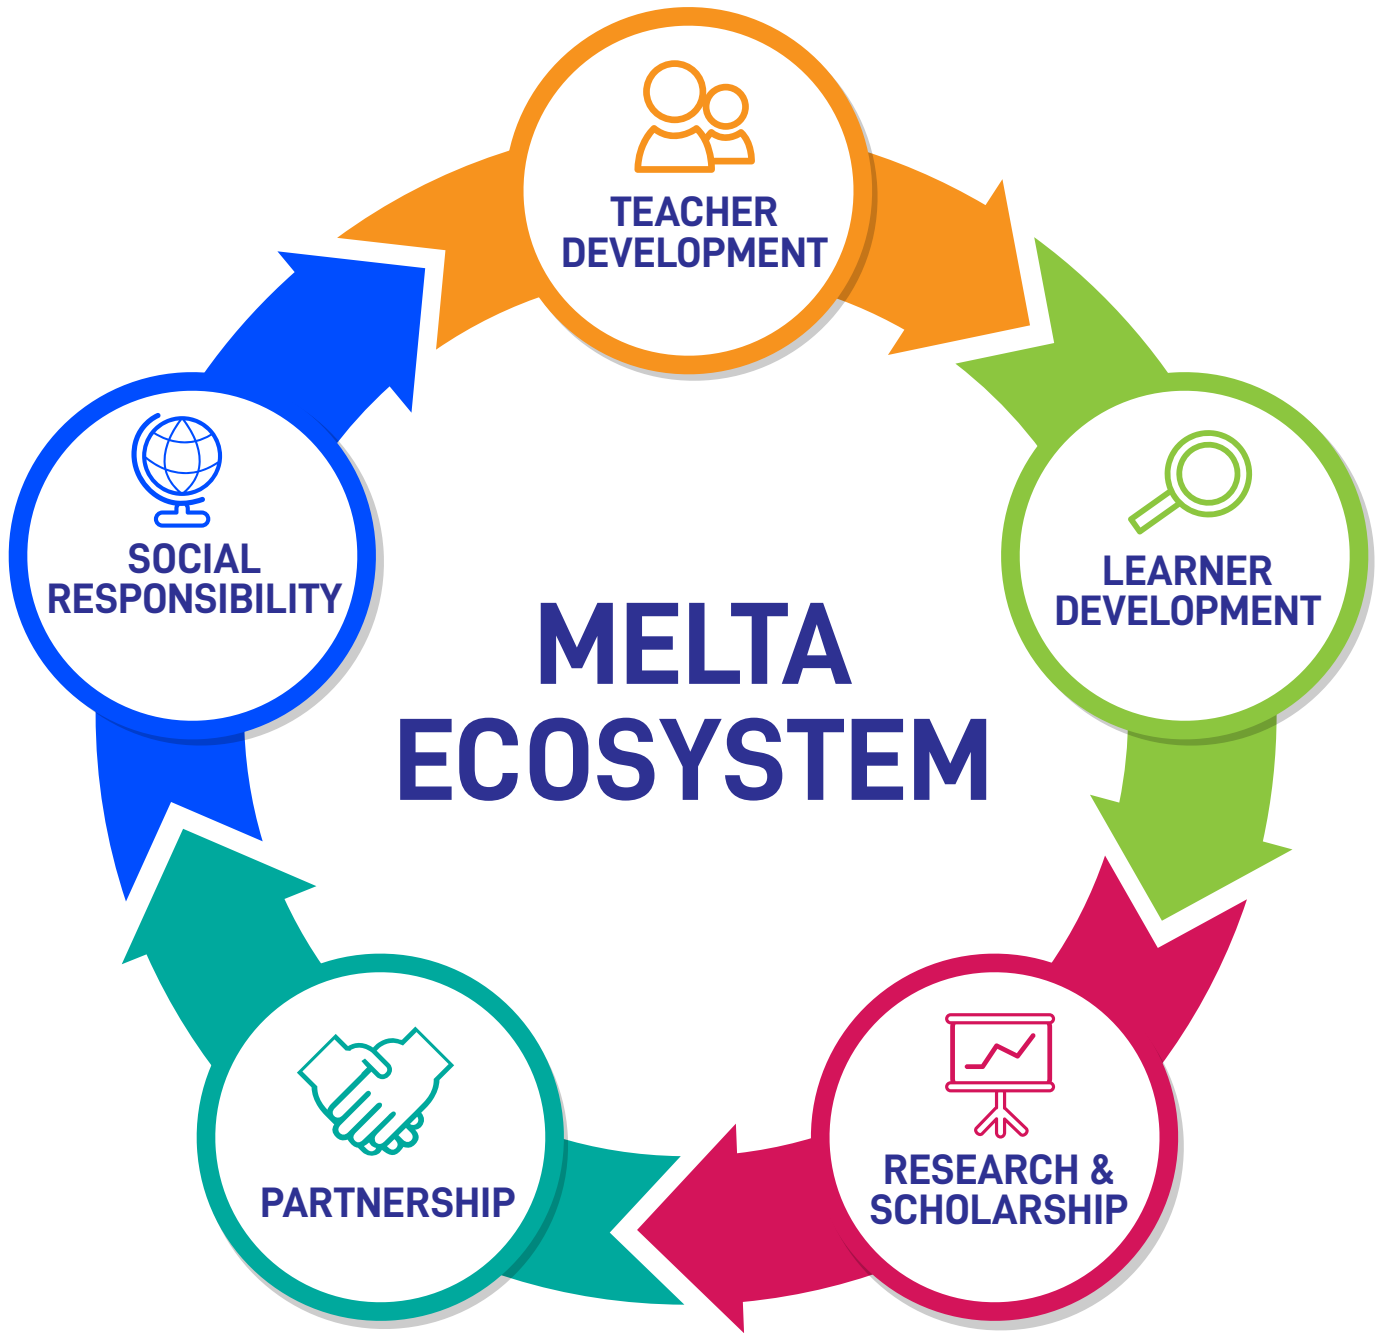 TEACHER
DEVELOPMENT
LEARNER
DEVELOPMENT
RESEARCH &
SCHOLARSHIP
PARTNERSHIP
SOCIAL
RESPONSIBILITY
MELTA
ECOSYSTEM